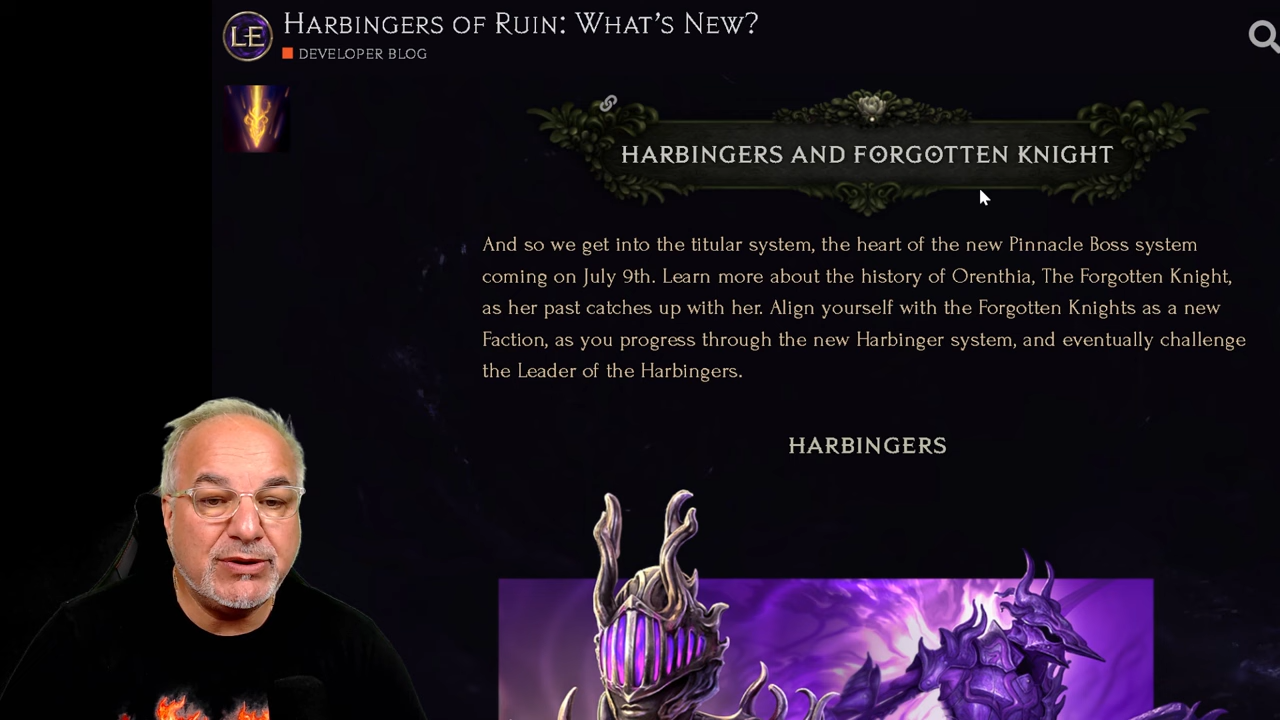 LE
Harbingers of Ruin: What's New?
DEVELOPER BLOG
HARBINGERS AND FORGOTTEN KNIGHT
And so we get into the titular system, the heart of the new Pinnacle Boss system
coming on July 9th. Learn more about the history of Orenthia, The Forgotten Knight,
as her past catches up with her. Align yourself with the Forgotten Knights as a new
Faction, as you progress through the new Harbinger system, and eventually challenge
the Leader of the Harbingers.
HARBINGERS